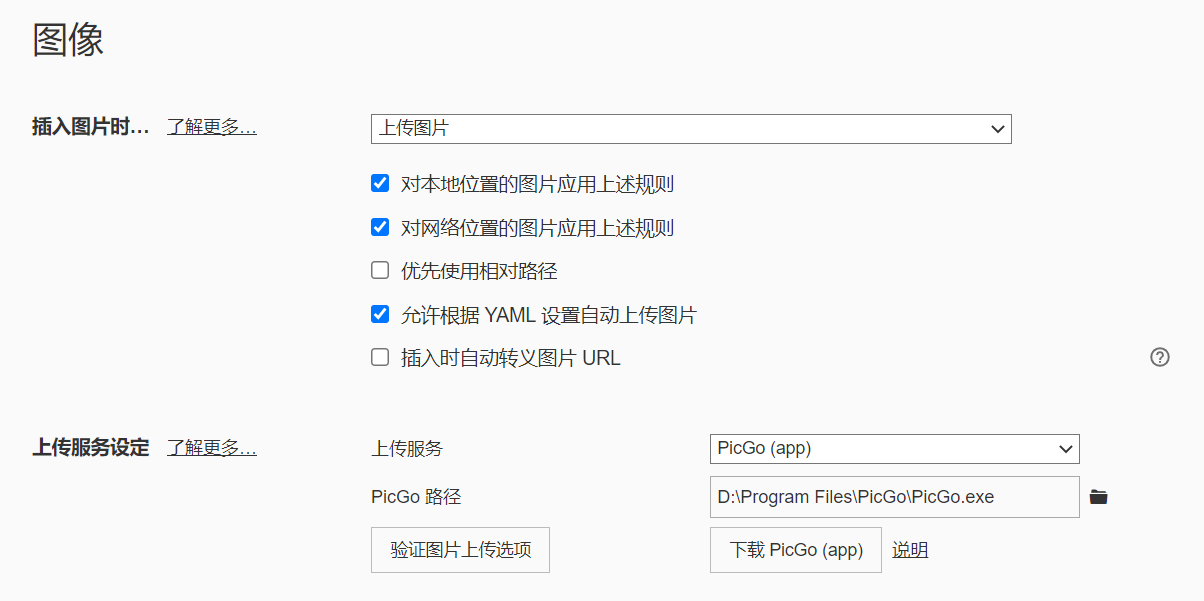 图像
插入图片时... 了解更多... 上传图片
对本地位置的图片应用上述规则
对网络位置的图片应用上述规则
优先使用相对路径
允许根据 YAML 设置自动上传图片
插入时自动转义图片 URL
上传服务设定 了解更多... 上传服务 PicGo (app)
PicGo 路径 D:\Program Files\PicGo\PicGo.exe
验证图片上传选项 下载 PicGo (app) 说明